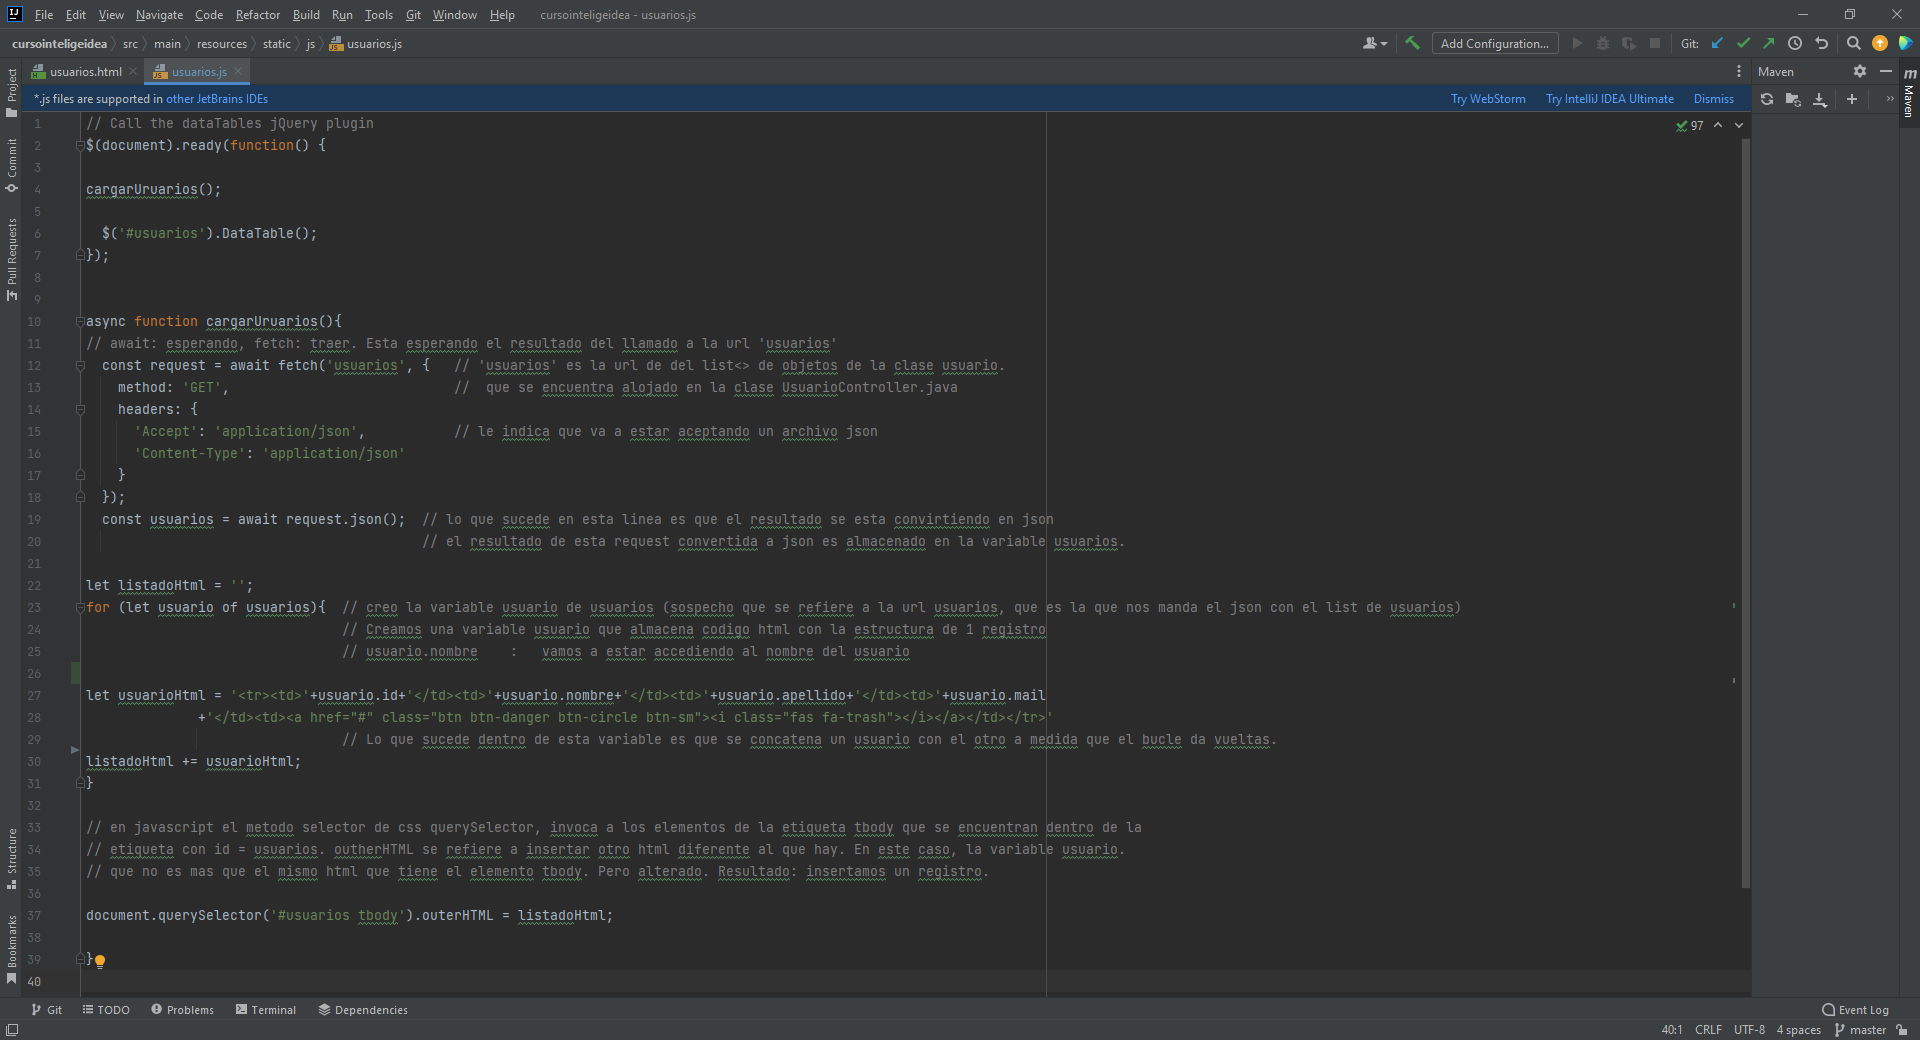 File Edit View Navigate Code Refactor Build Run Tools Git Window Help cursointeligeidea - usuarios.js
cursointeligeidea src main resources static js usuarios.js Add Configuration... Git:
usuarios.html usuarios.js Maven
*.js files are supported in other JetBrains IDEs Try WebStorm Try IntelliJ IDEA Ultimate Dismiss
Project
Commit
Pull Requests
Structure
Bookmarks
m Maven
97
1 // Call the dataTables jQuery plugin
2 $(document).ready(function() {
3
4 cargarUruarios();
5
6 $('#usuarios').DataTable();
7 });
8
9
10 async function cargarUruarios(){
11 // await: esperando, fetch: traer. Esta esperando el resultado del llamado a la url 'usuarios'
12 const request = await fetch('usuarios', { // 'usuarios' es la url de del list<> de objetos de la clase usuario.
13 method: 'GET', // que se encuentra alojado en la clase UsuarioController.java
14 headers: {
15 'Accept': 'application/json', // le indica que va a estar aceptando un archivo json
16 'Content-Type': 'application/json'
17 }
18 });
19 const usuarios = await request.json(); // lo que sucede en esta linea es que el resultado se esta convirtiendo en json
20 // el resultado de esta request convertida a json es almacenado en la variable usuarios.
21
22 let listadoHtml = '';
23 for (let usuario of usuarios){ // creo la variable usuario de usuarios (sospecho que se refiere a la url usuarios, que es la que nos manda el json con el list de usuarios)
24 // Creamos una variable usuario que almacena codigo html con la estructura de 1 registro
25 // usuario.nombre : vamos a estar accediendo al nombre del usuario
26
27 let usuarioHtml = '<tr><td>'+usuario.id+'</td><td>'+usuario.nombre+'</td><td>'+usuario.apellido+'</td><td>'+usuario.mail
28 +'</td><td><a href="#" class="btn btn-danger btn-circle btn-sm"><i class="fas fa-trash"></i></a></td></tr>'
29 // Lo que sucede dentro de esta variable es que se concatena un usuario con el otro a medida que el bucle da vueltas.
30 listadoHtml += usuarioHtml;
31 }
32
33 // en javascript el metodo selector de css querySelector, invoca a los elementos de la etiqueta tbody que se encuentran dentro de la
34 // etiqueta con id = usuarios. outherHTML se refiere a insertar otro html diferente al que hay. En este caso, la variable usuario.
35 // que no es mas que el mismo html que tiene el elemento tbody. Pero alterado. Resultado: insertamos un registro.
36
37 document.querySelector('#usuarios tbody').outerHTML = listadoHtml;
38
39 }
40
Git TODO Problems Terminal Dependencies Event Log
40:1 CRLF UTF-8 4 spaces master